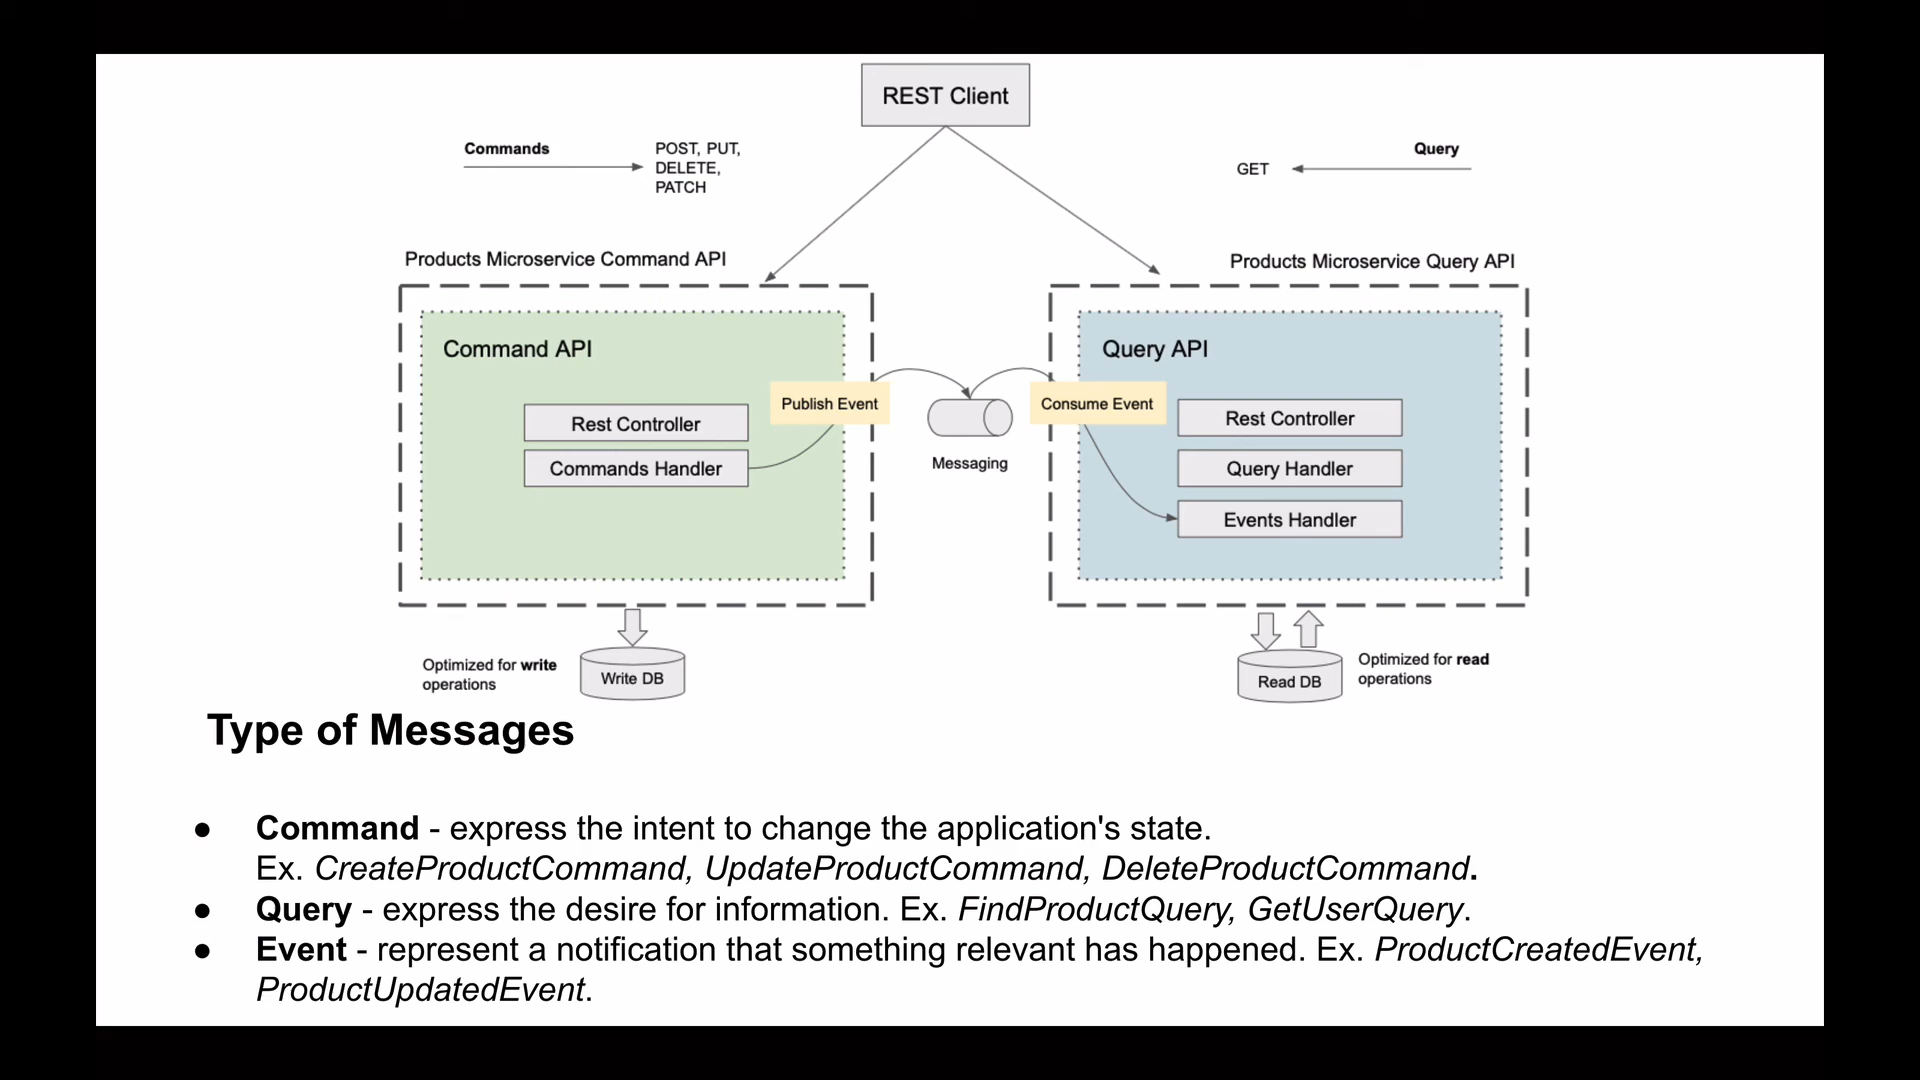 REST Client
Commands
POST, PUT,
DELETE,
PATCH
Query
GET
Products Microservice Command API
Products Microservice Query API
Command API
Rest Controller
Commands Handler
Publish Event
Messaging
Consume Event
Query API
Rest Controller
Query Handler
Events Handler
Optimized for write
operations
Write DB
Read DB
Optimized for read
operations
Type of Messages
● Command - express the intent to change the application's state.
Ex. CreateProductCommand, UpdateProductCommand, DeleteProductCommand.
● Query - express the desire for information. Ex. FindProductQuery, GetUserQuery.
● Event - represent a notification that something relevant has happened. Ex. ProductCreatedEvent,
ProductUpdatedEvent.